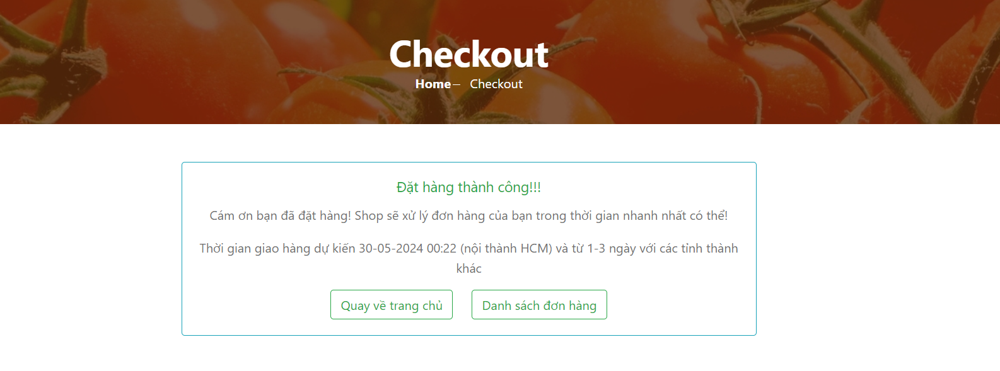 Checkout
Home – Checkout
Đặt hàng thành công!!!
Cám ơn bạn đã đặt hàng! Shop sẽ xử lý đơn hàng của bạn trong thời gian nhanh nhất có thể!
Thời gian giao hàng dự kiến 30-05-2024 00:22 (nội thành HCM) và từ 1-3 ngày với các tỉnh thành
khác
Quay về trang chủ Danh sách đơn hàng